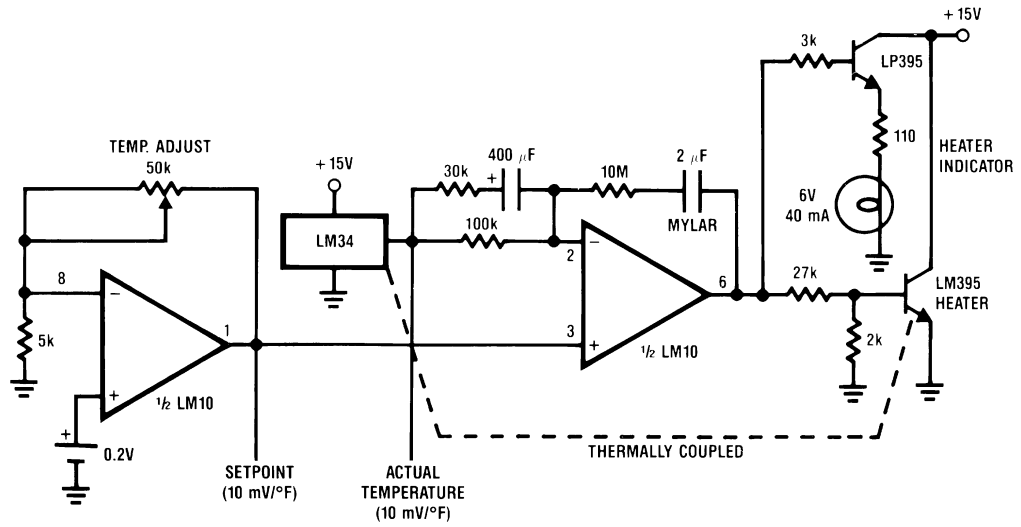 + 15V
3k
LP395
TEMP. ADJUST
50k
+ 15V
400 µF
+
30k
10M
2 µF
MYLAR
110
HEATER
INDICATOR
6V
40 mA
LM34
100k
−
2
6
27k
LM395
HEATER
8
−
1
5k
+
½ LM10
3
+
½ LM10
2k
+
0.2V
THERMALLY COUPLED
SETPOINT
(10 mV/°F)
ACTUAL
TEMPERATURE
(10 mV/°F)